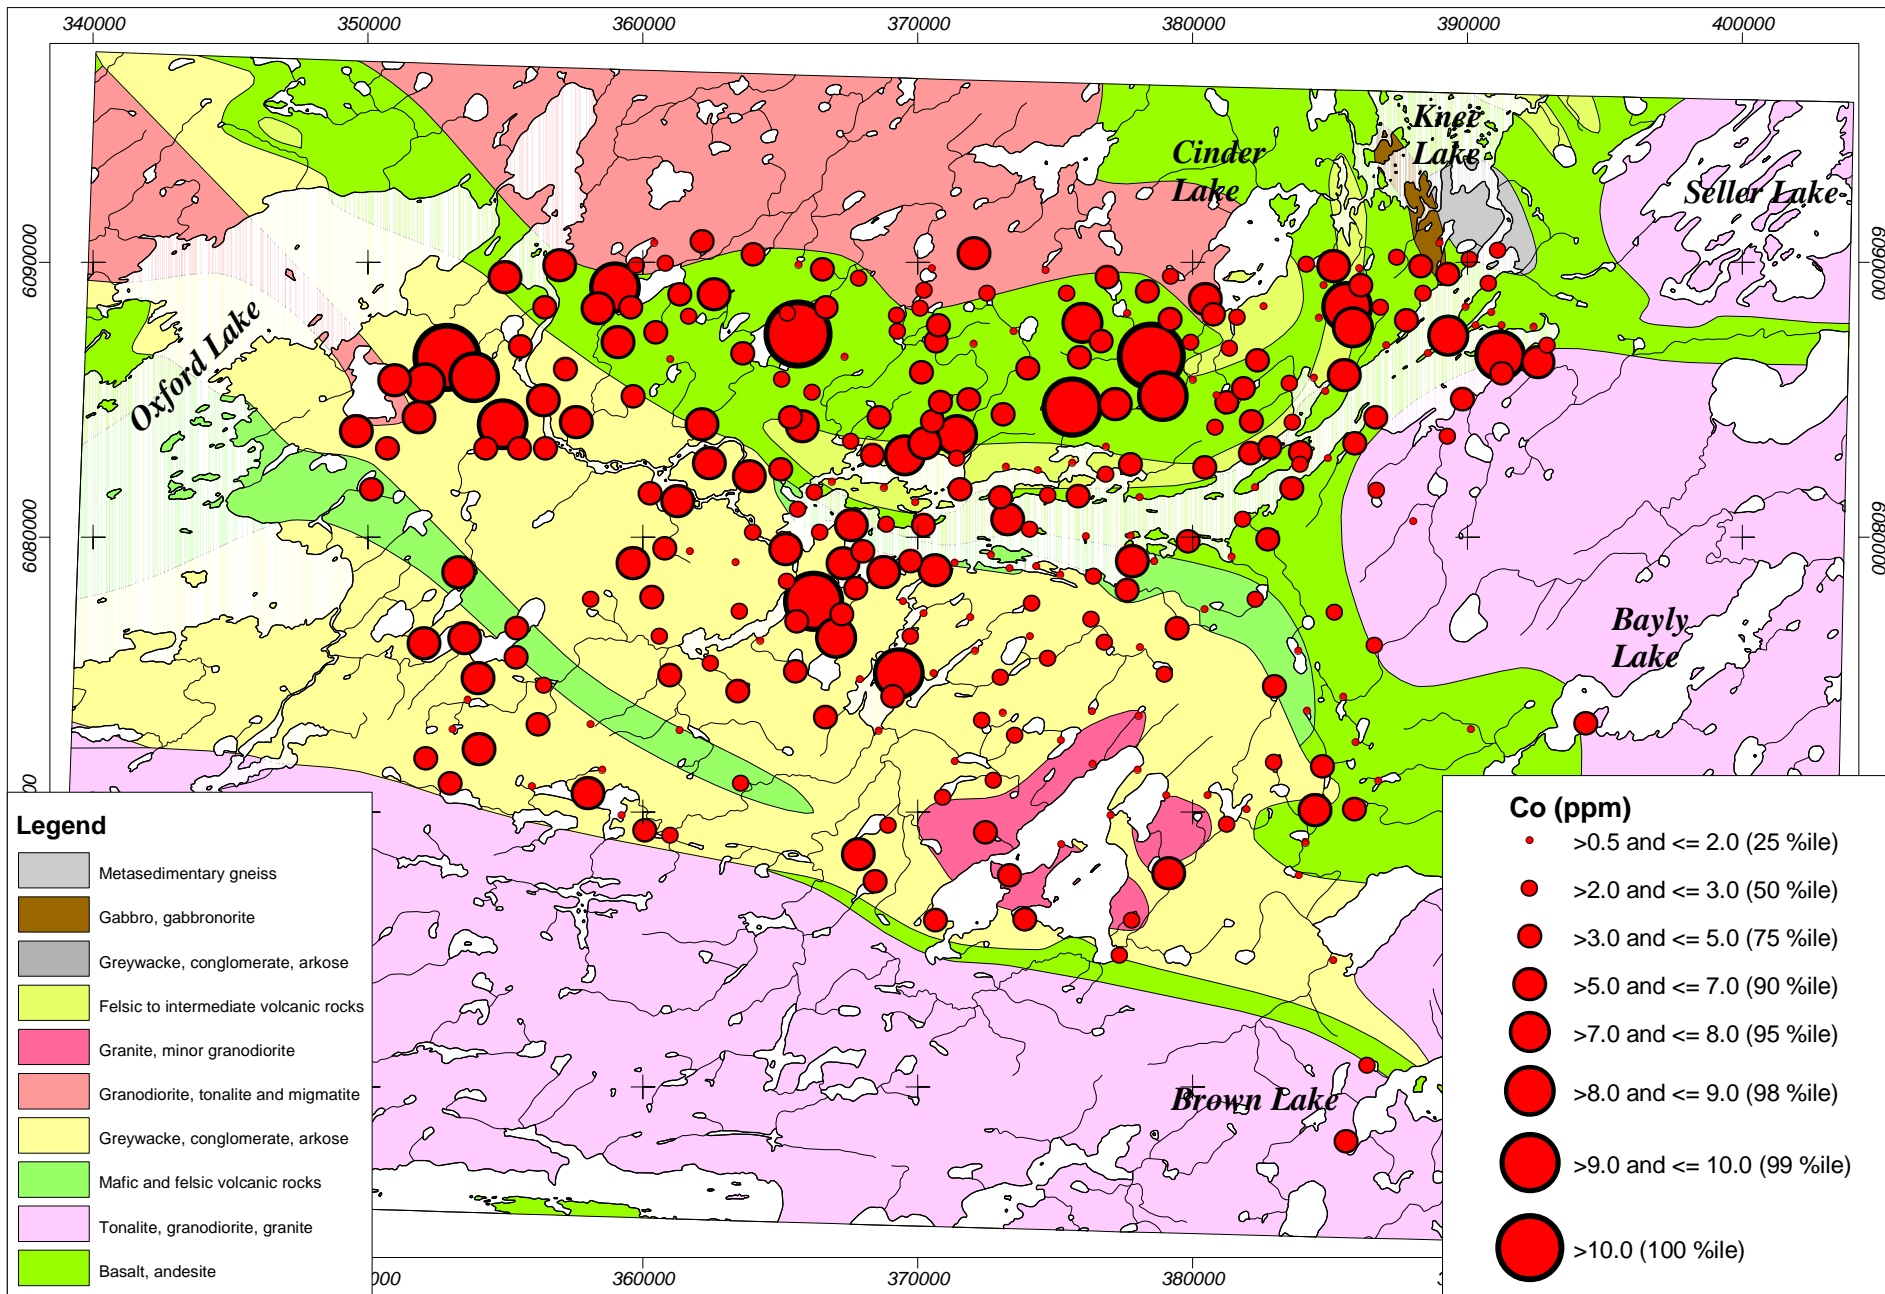 340000 350000 360000 370000 380000 390000 400000
Knee
Lake
Cinder
Lake
Seller Lake
6090000
6090000
Oxford Lake
6080000
6080000
Bayly
Lake
Brown Lake
00
Legend
Metasedimentary gneiss
Gabbro, gabbronorite
Greywacke, conglomerate, arkose
Felsic to intermediate volcanic rocks
Granite, minor granodiorite
Granodiorite, tonalite and migmatite
Greywacke, conglomerate, arkose
Mafic and felsic volcanic rocks
Tonalite, granodiorite, granite
Basalt, andesite
Co (ppm)
>0.5 and <= 2.0 (25 %ile)
>2.0 and <= 3.0 (50 %ile)
>3.0 and <= 5.0 (75 %ile)
>5.0 and <= 7.0 (90 %ile)
>7.0 and <= 8.0 (95 %ile)
>8.0 and <= 9.0 (98 %ile)
>9.0 and <= 10.0 (99 %ile)
>10.0 (100 %ile)
0000 360000 370000 380000